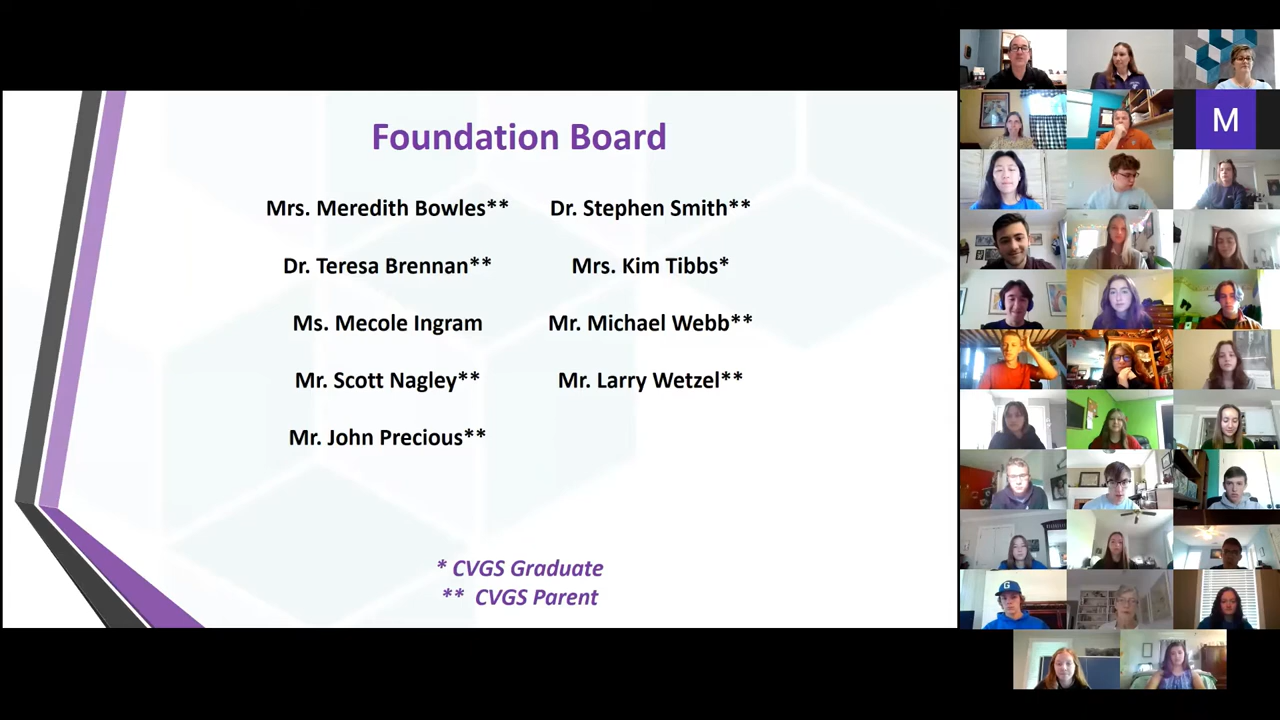 Foundation Board
Mrs. Meredith Bowles**
Dr. Teresa Brennan**
Ms. Mecole Ingram
Mr. Scott Nagley**
Mr. John Precious**
Dr. Stephen Smith**
Mrs. Kim Tibbs*
Mr. Michael Webb**
Mr. Larry Wetzel**
* CVGS Graduate
** CVGS Parent
M
G